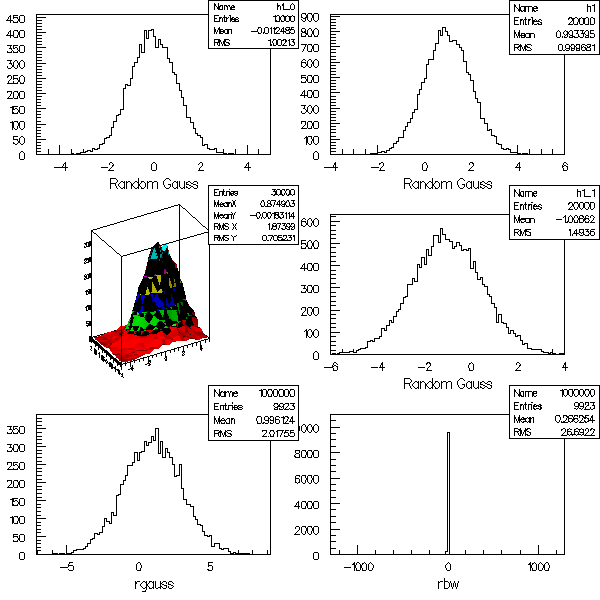 Name h1_0
Entries 10000
Mean -0.0112485
RMS 1.00213
450
400
350
300
250
200
150
100
50
0
-4 -2 0 2 4
Random Gauss
Name h1
Entries 20000
Mean 0.993395
RMS 0.999681
900
800
700
600
500
400
300
200
100
0
-4 -2 0 2 4 6
Random Gauss
Entries 30000
MeanX 0.974903
MeanY -0.00183114
RMS X 1.87399
RMS Y 0.705231
Name h1_1
Entries 20000
Mean -1.00862
RMS 1.4936
600
500
400
300
200
100
0
-6 -4 -2 0 2 4
Random Gauss
Name 1000000
Entries 9923
Mean 0.996124
RMS 2.01755
350
300
250
200
150
100
50
0
-5 0 5
rgauss
Name 1000000
Entries 9923
Mean 0.266254
RMS 26.6922
8000
6000
4000
2000
0
-1000 0 1000
rbw